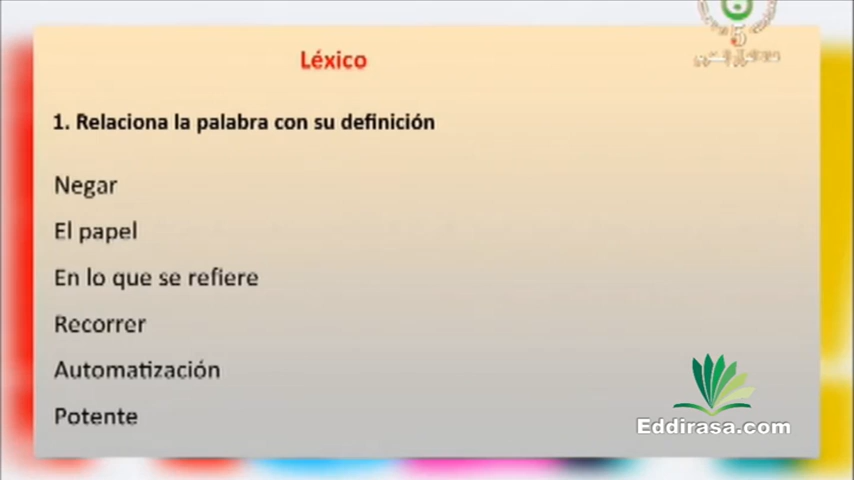 Léxico
1. Relaciona la palabra con su definición
Negar
El papel
En lo que se refiere
Recorrer
Automatización
Potente
5
Eddirasa.com